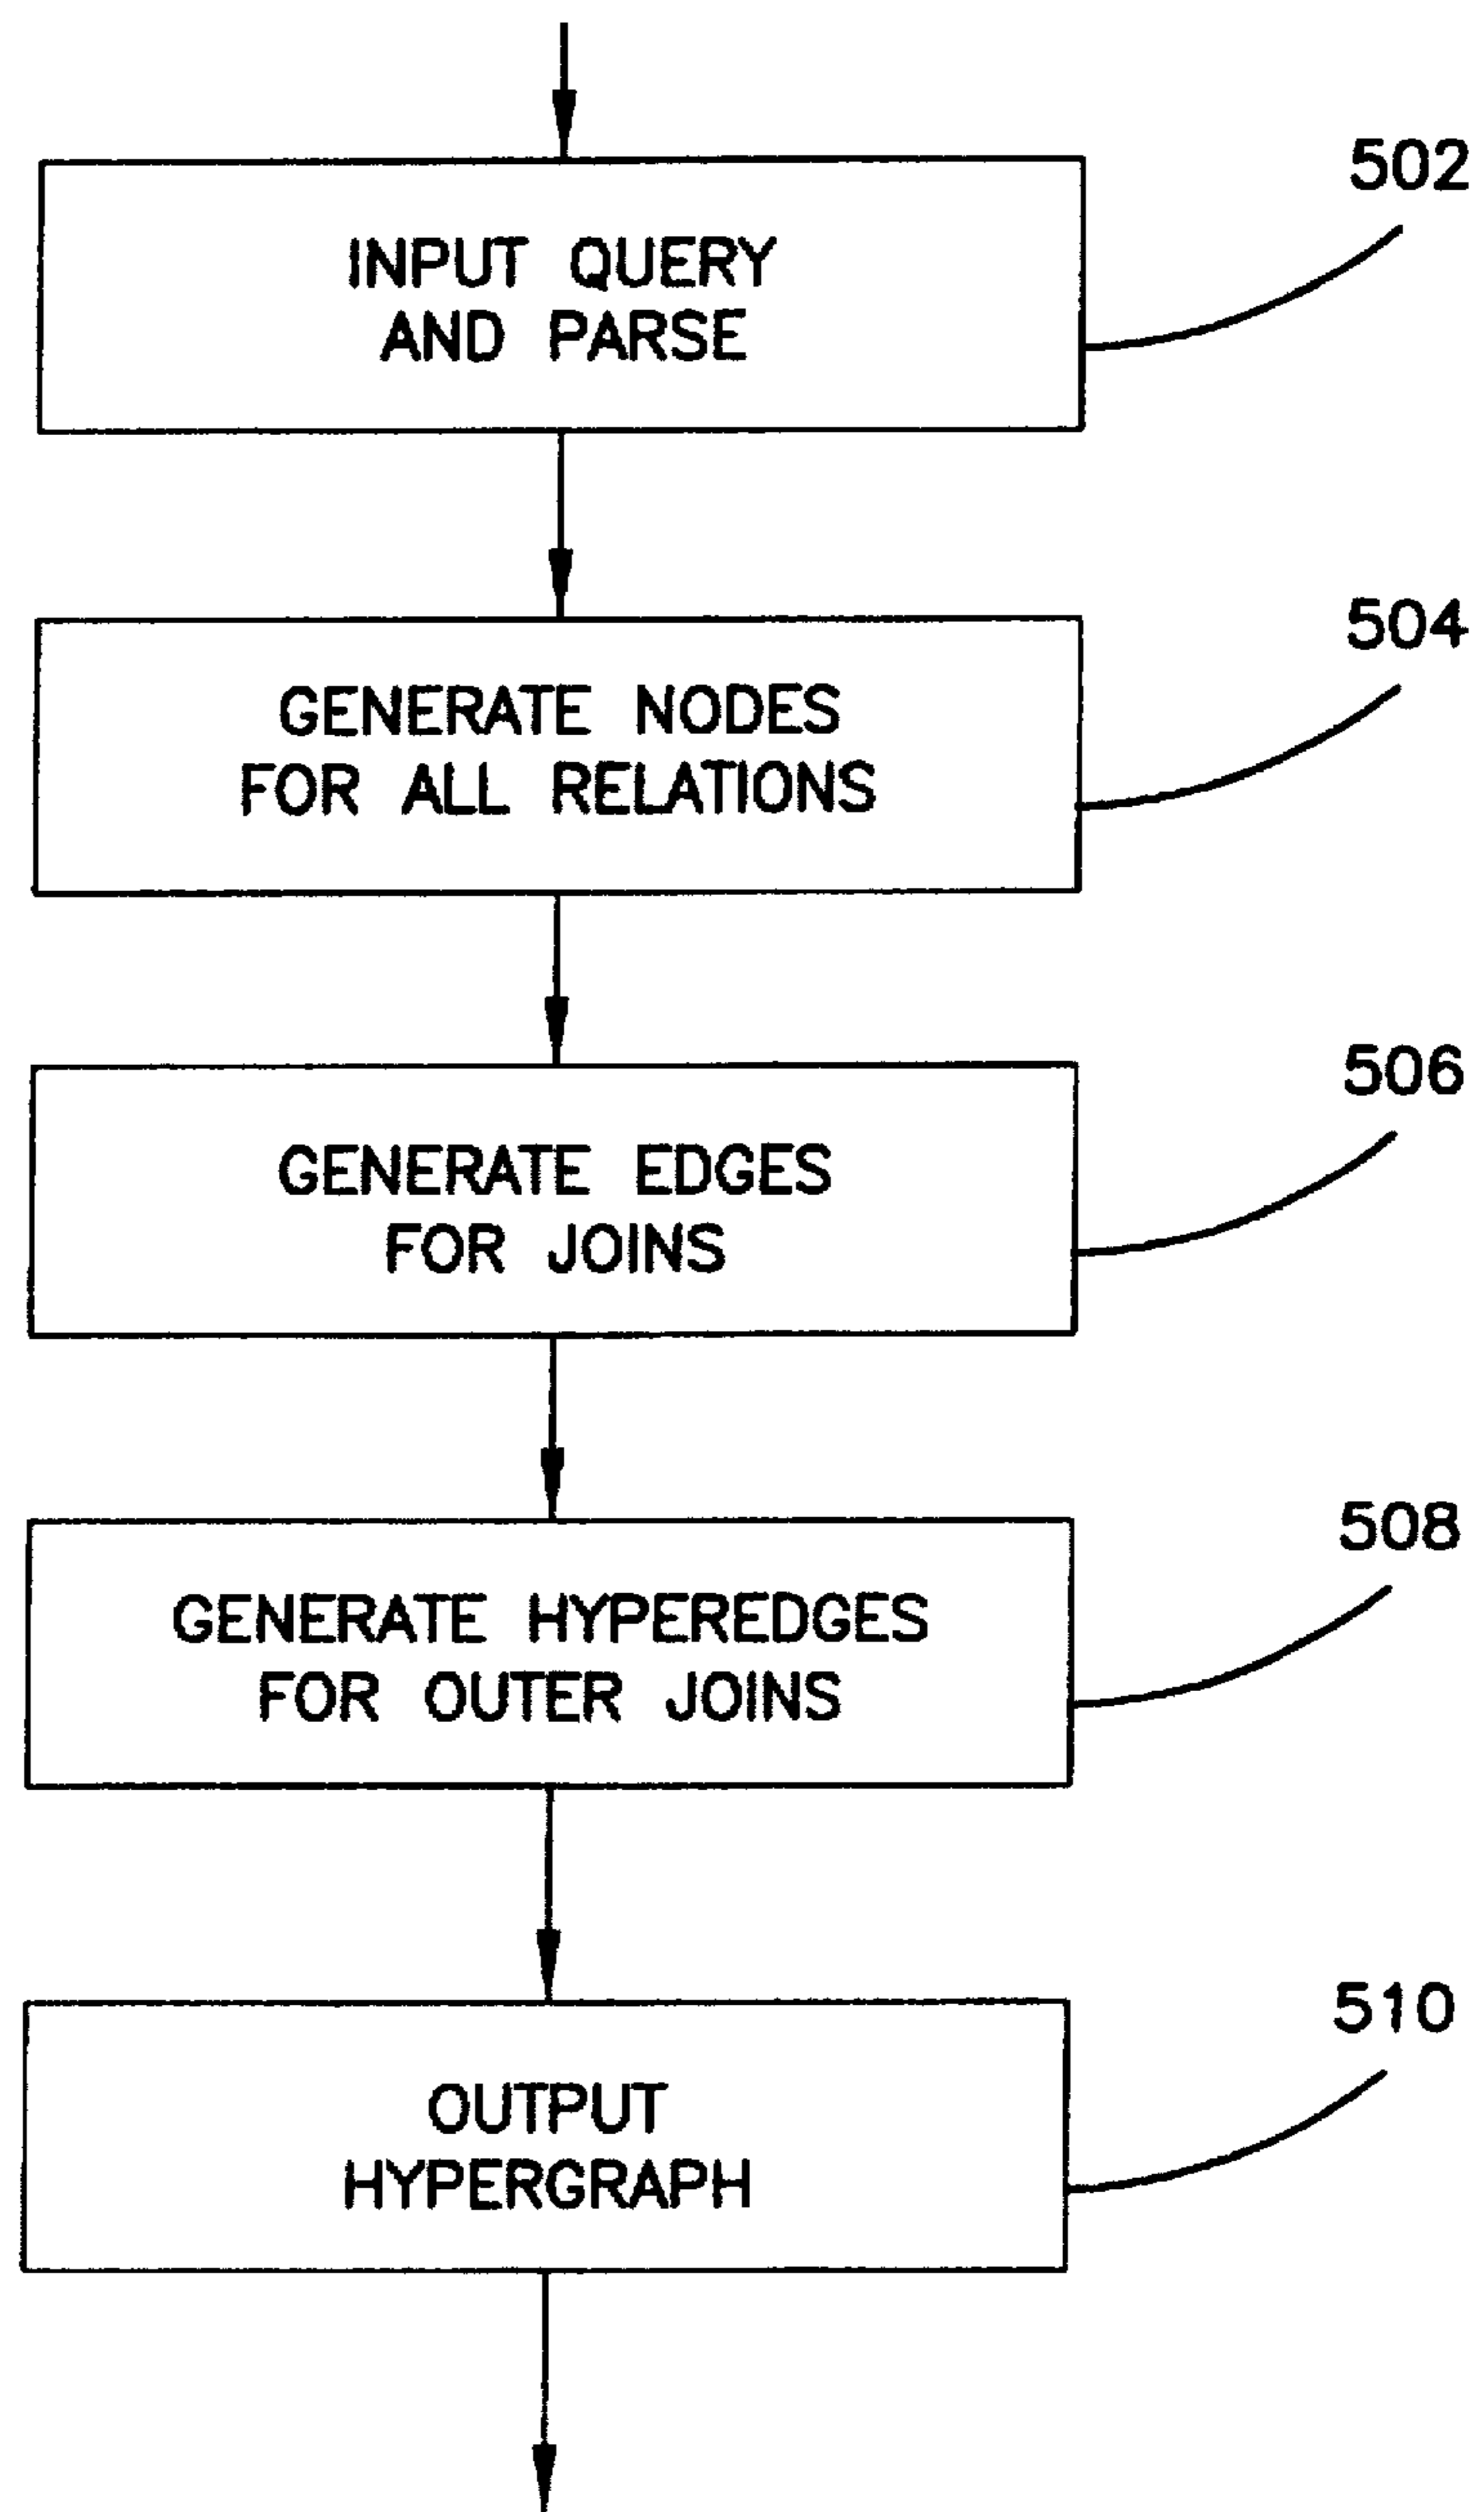 502
INPUT QUERY
AND PARSE
504
GENERATE NODES
FOR ALL RELATIONS
506
GENERATE EDGES
FOR JOINS
508
GENERATE HYPEREDGES
FOR OUTER JOINS
510
OUTPUT
HYPERGRAPH